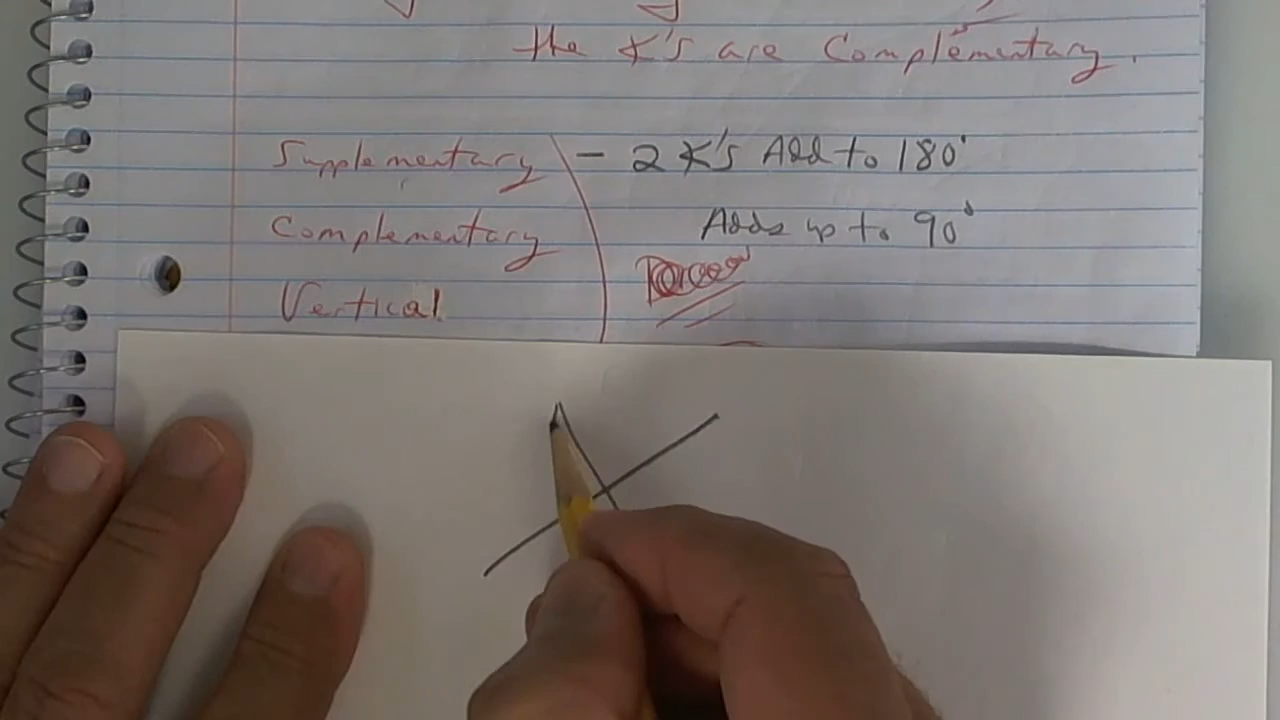 the ∠'s are Complementary.
Supplementary - 2 ∠'s Add to 180°
Complementary Adds up to 90°
Vertical